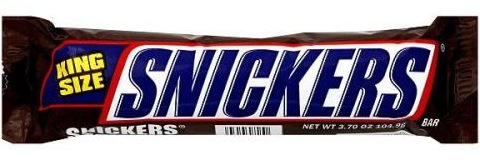 KING
SIZE
SNICKERS®
NET WT 3.70 OZ 104.9g
BAR
SNICKERS®